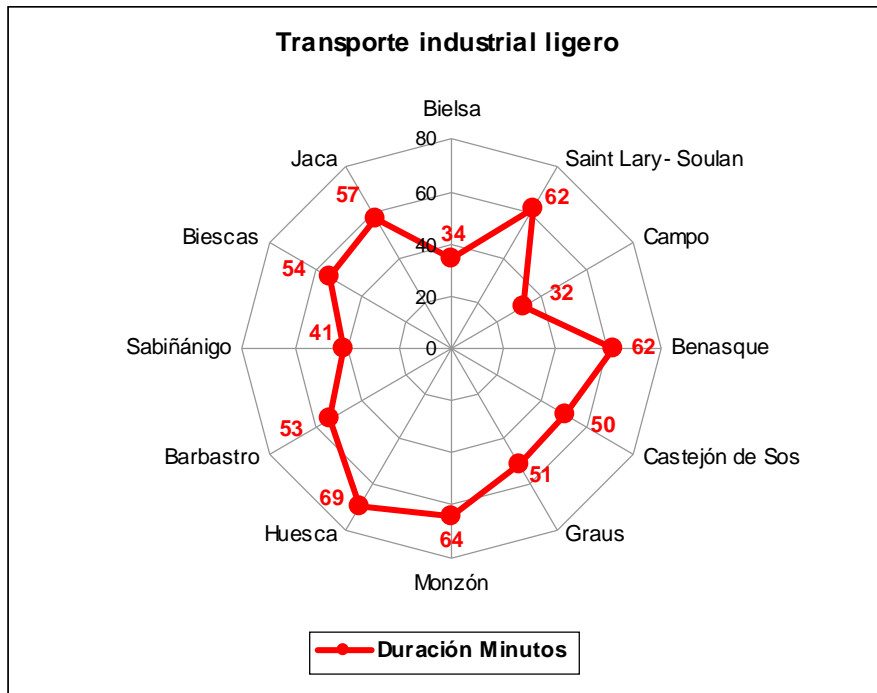 Transporte industrial ligero
Bielsa
80
Jaca
Saint Lary- Soulan
57
62
60
Biescas
34
Campo
40
54
32
20
Sabiñánigo
41
0
62
Benasque
53
50
Barbastro
Castejón de Sos
69
51
Huesca
64
Graus
Monzón
Duración Minutos